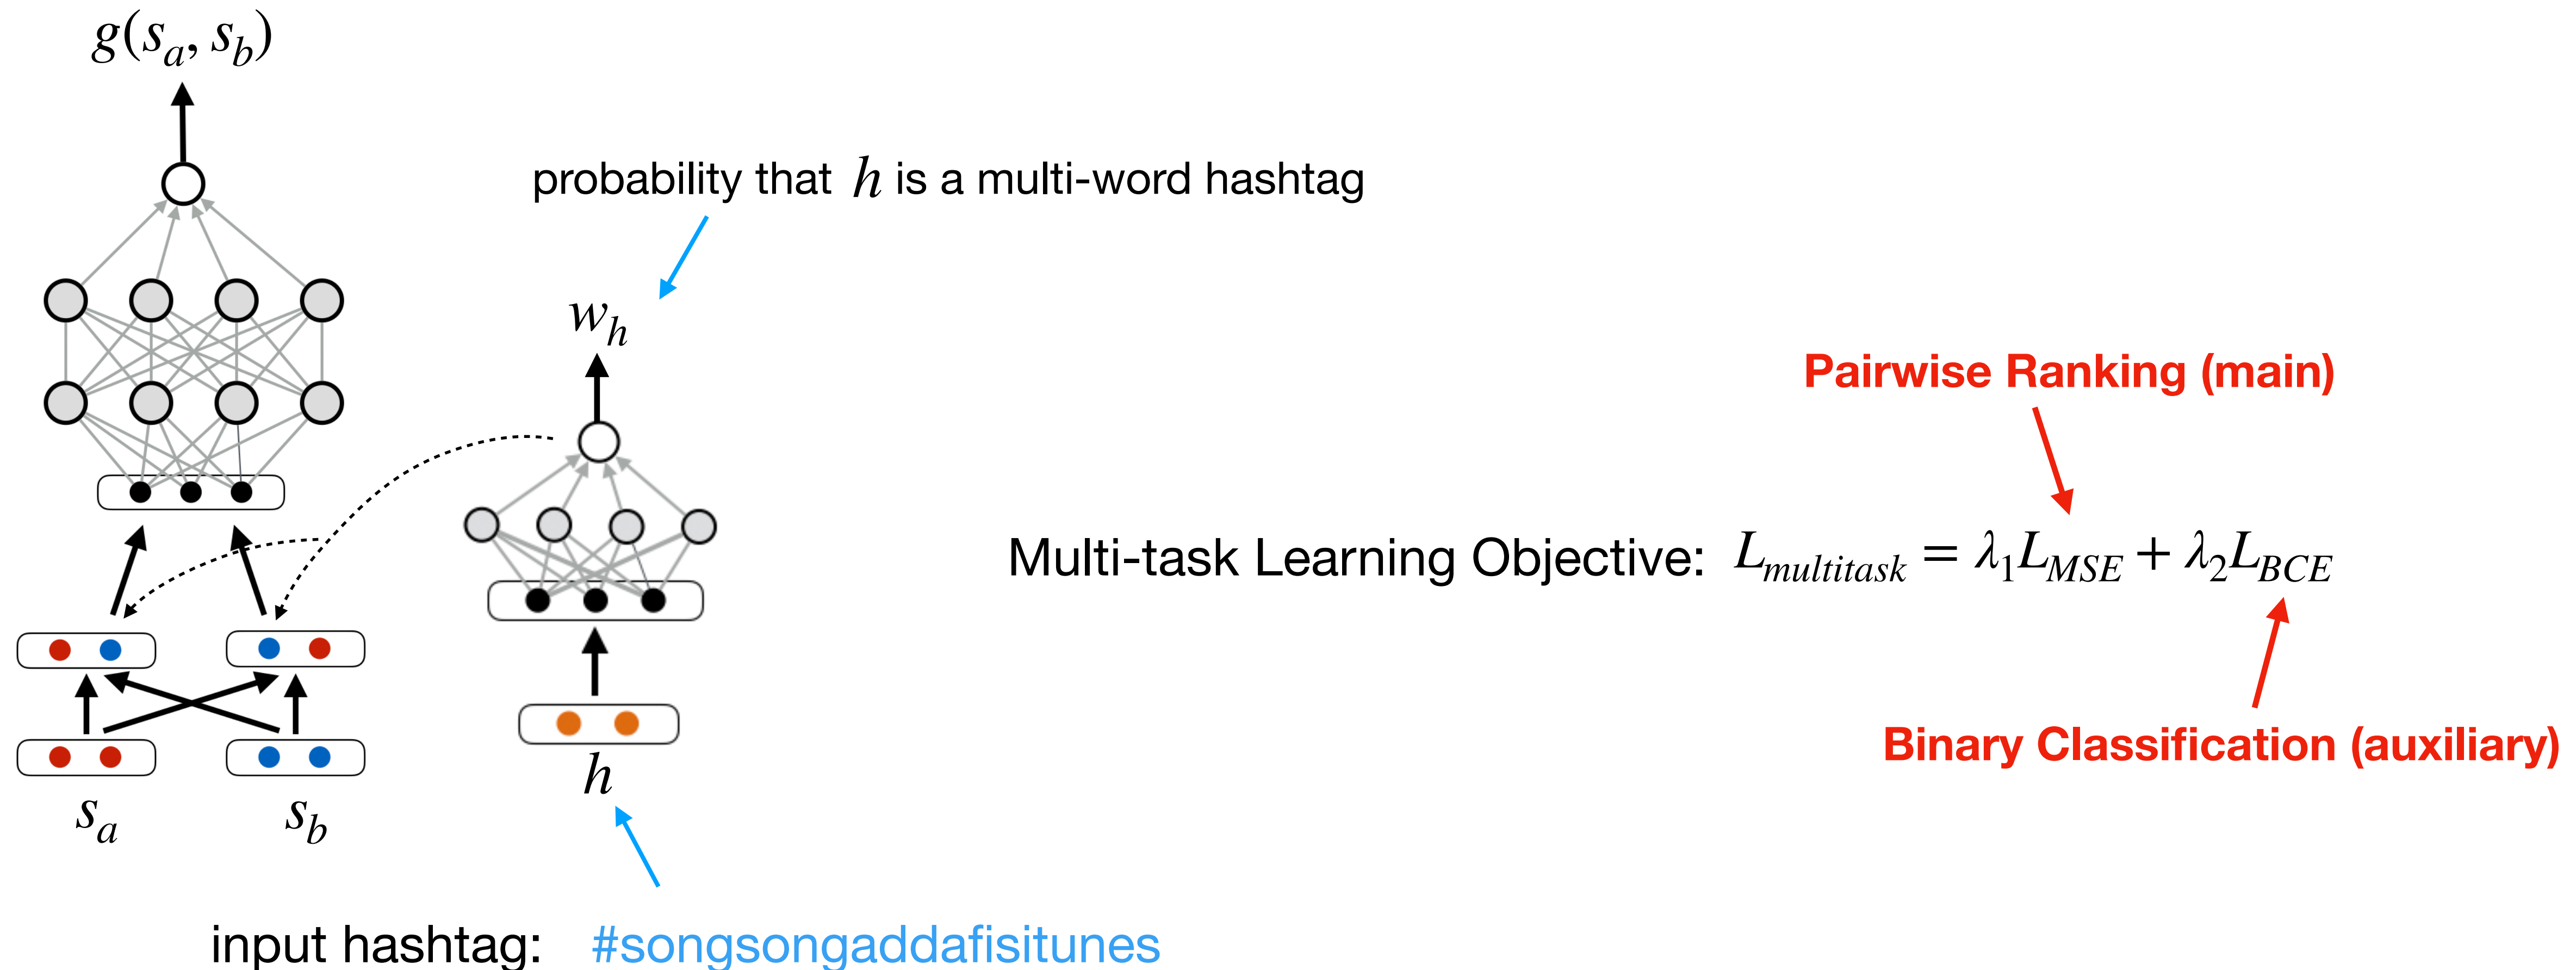 g(s_a, s_b)
probability that h is a multi-word hashtag
w_h
Pairwise Ranking (main)
Multi-task Learning Objective: L_multitask = λ_1 L_MSE + λ_2 L_BCE
Binary Classification (auxiliary)
h
s_a s_b
input hashtag: #songsongaddafisitunes